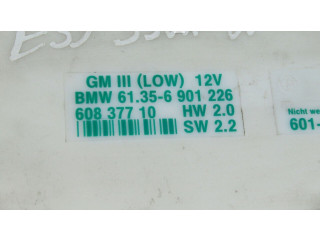 GM III (LOW) 12V
BMW 61.35-6 901 226
608 377 10 HW 2.0
SW 2.2
Nicht we
601-